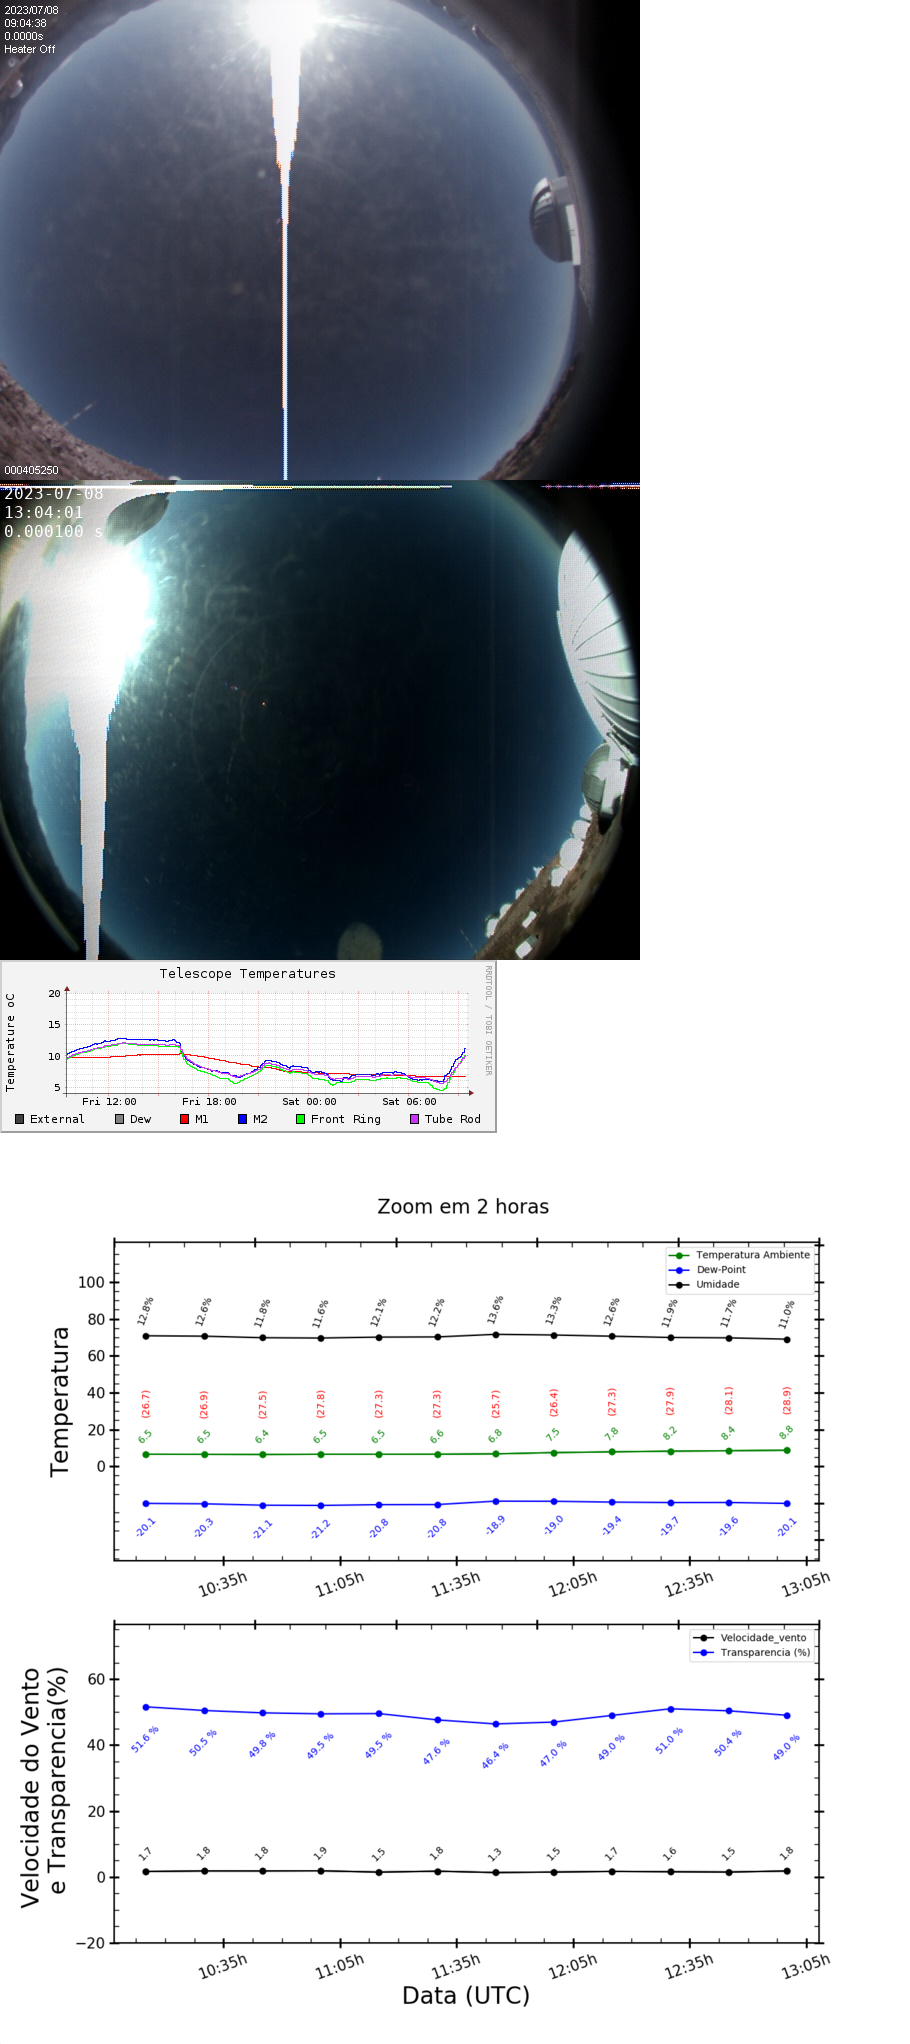 2023/07/08
09:04:38
0.0000s
Heater Off
000405250
2023-07-08
13:04:01
0.000100 s
Telescope Temperatures
RRDTOOL / TOBI OETIKER
Temperature oC
20
15
10
5
Fri 12:00 Fri 18:00 Sat 00:00 Sat 06:00
External Dew M1 M2 Front Ring Tube Rod
Zoom em 2 horas
Temperatura Ambiente
Dew-Point
Umidade
Temperatura
100
80
60
40
20
0
12.8% 12.6% 11.8% 11.6% 12.1% 12.2% 13.6% 13.3% 12.6% 11.9% 11.7% 11.0%
(26.7) (26.9) (27.5) (27.8) (27.3) (27.3) (25.7) (26.4) (27.3) (27.9) (28.1) (28.9)
6.5 6.5 6.4 6.5 6.5 6.6 6.8 7.5 7.8 8.2 8.4 8.8
-20.1 -20.3 -21.1 -21.2 -20.8 -20.8 -18.9 -19.0 -19.4 -19.7 -19.6 -20.1
10:35h 11:05h 11:35h 12:05h 12:35h 13:05h
Velocidade_vento
Transparencia (%)
Velocidade do Vento
e Transparencia(%)
60
40
20
0
−20
51.6 % 50.5 % 49.8 % 49.5 % 49.5 % 47.6 % 46.4 % 47.0 % 49.0 % 51.0 % 50.4 % 49.0 %
1.7 1.8 1.8 1.9 1.5 1.8 1.3 1.5 1.7 1.6 1.5 1.8
10:35h 11:05h 11:35h 12:05h 12:35h 13:05h
Data (UTC)